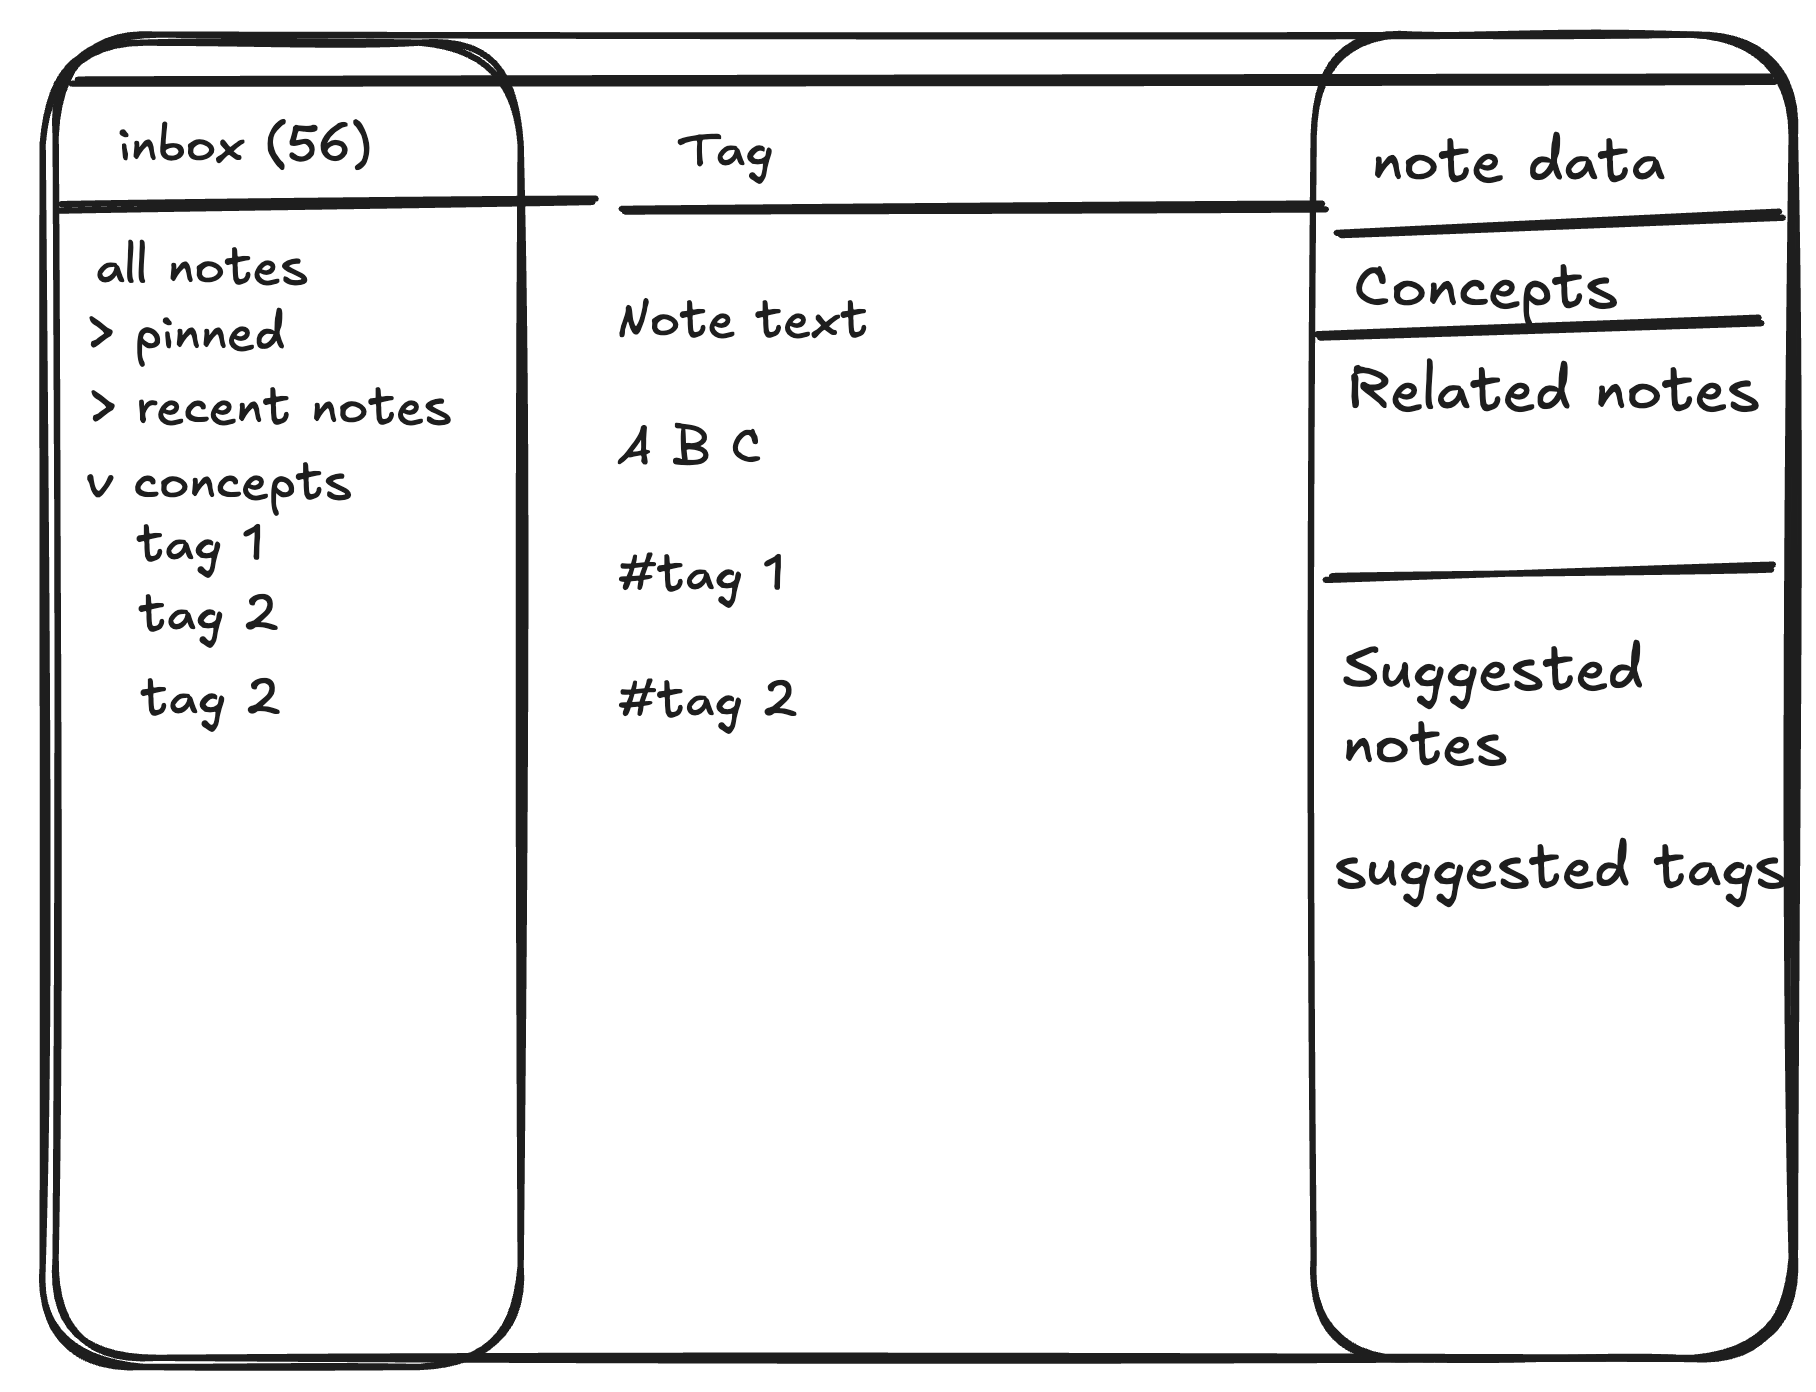 inbox (56)
all notes
> pinned
> recent notes
v concepts
tag 1
tag 2
tag 2
Tag
Note text
A B C
#tag 1
#tag 2
note data
Concepts
Related notes
Suggested
notes
suggested tags